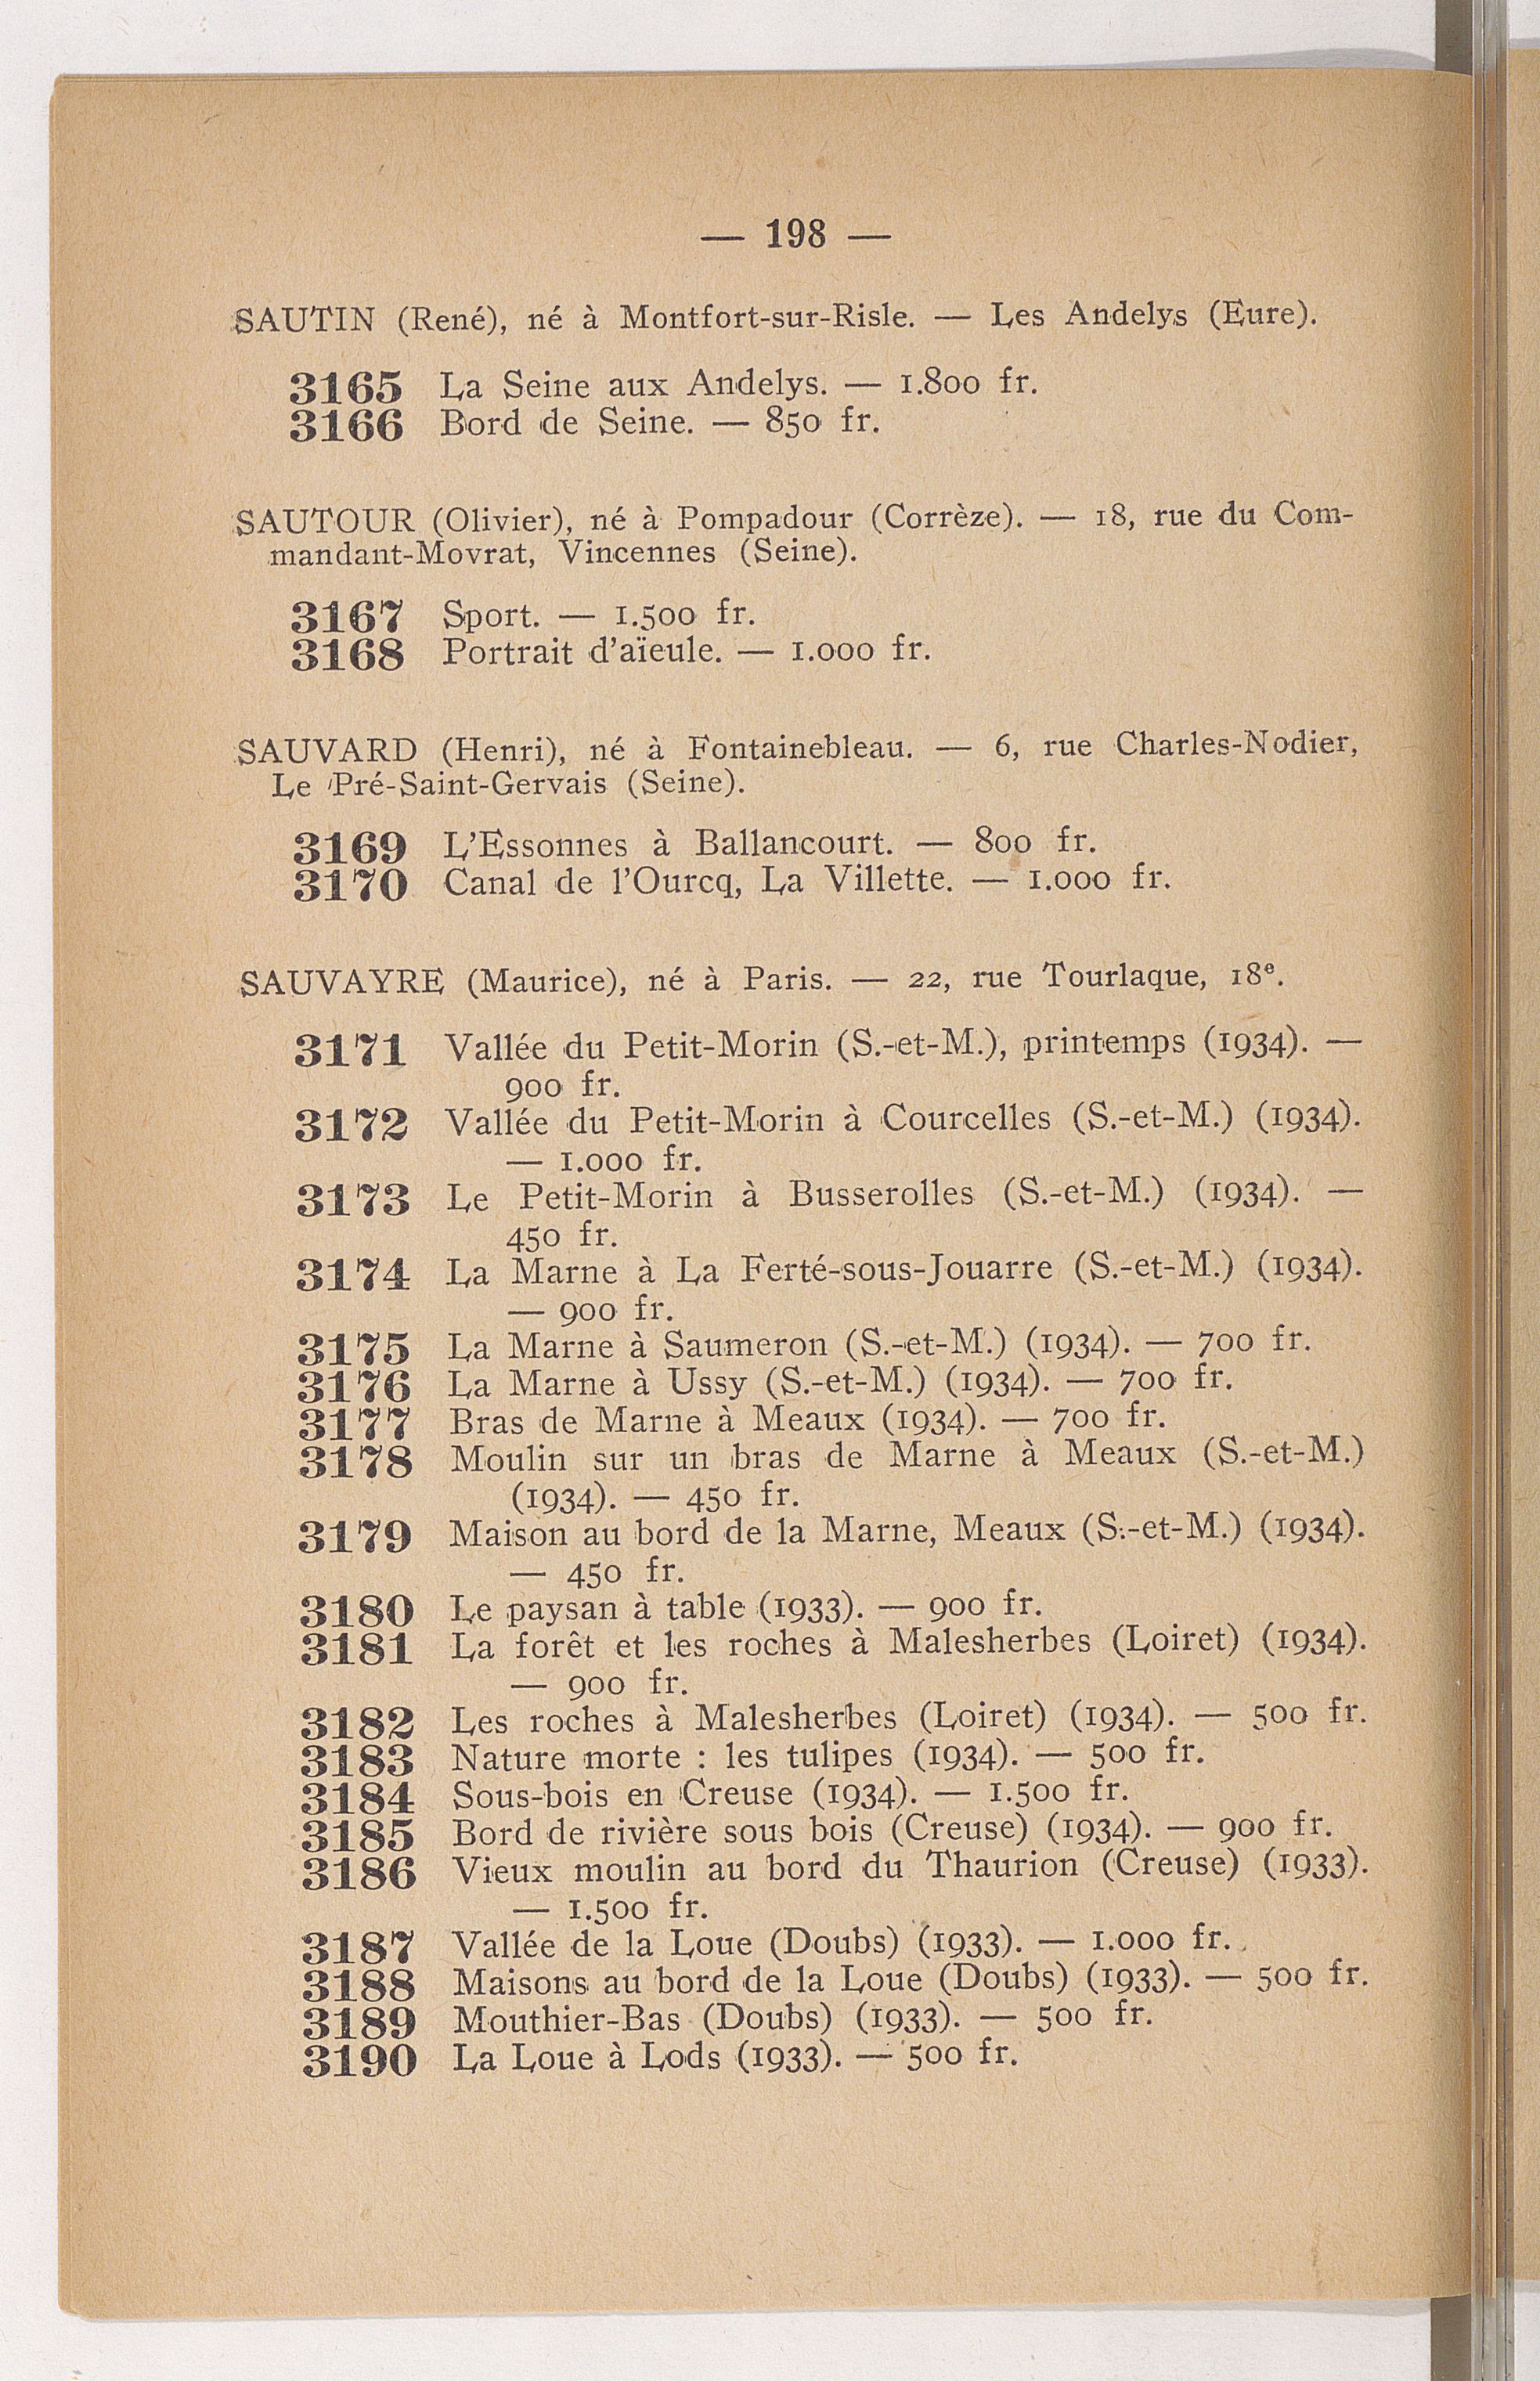 — 198 —
SAUTIN (René), né à Montfort-sur-Risle. — Les Andelys (Eure).
3165 La Seine aux Andelys. — 1.800 fr.
3166 Bord de Seine. — 850 fr.
SAUTOUR (Olivier), né à Pompadour (Corrèze). — 18, rue du Com-
mandant-Movrat, Vincennes (Seine).
3167 Sport. — 1.500 fr.
3168 Portrait d'aïeule. — 1.000 fr.
SAUVARD (Henri), né à Fontainebleau. — 6, rue Charles-Nodier,
Le Pré-Saint-Gervais (Seine).
3169 L'Essonnes à Ballancourt. — 800 fr.
3170 Canal de l'Ourcq, La Villette. — 1.000 fr.
SAUVAYRE (Maurice), né à Paris. — 22, rue Tourlaque, 18e.
3171 Vallée du Petit-Morin (S.-et-M.), printemps (1934). —
900 fr.
3172 Vallée du Petit-Morin à Courcelles (S.-et-M.) (1934).
— 1.000 fr.
3173 Le Petit-Morin à Busserolles (S.-et-M.) (1934). —
450 fr.
3174 La Marne à La Ferté-sous-Jouarre (S.-et-M.) (1934).
— 900 fr.
3175 La Marne à Saumeron (S.-et-M.) (1934). — 700 fr.
3176 La Marne à Ussy (S.-et-M.) (1934). — 700 fr.
3177 Bras de Marne à Meaux (1934). — 700 fr.
3178 Moulin sur un bras de Marne à Meaux (S.-et-M.)
(1934). — 450 fr.
3179 Maison au bord de la Marne, Meaux (S.-et-M.) (1934).
— 450 fr.
3180 Le paysan à table (1933). — 900 fr.
3181 La forêt et les roches à Malesherbes (Loiret) (1934).
— 900 fr.
3182 Les roches à Malesherbes (Loiret) (1934). — 500 fr.
3183 Nature morte : les tulipes (1934). — 500 fr.
3184 Sous-bois en Creuse (1934). — 1.500 fr.
3185 Bord de rivière sous bois (Creuse) (1934). — 900 fr.
3186 Vieux moulin au bord du Thaurion (Creuse) (1933).
— 1.500 fr.
3187 Vallée de la Loue (Doubs) (1933). — 1.000 fr.
3188 Maisons au bord de la Loue (Doubs) (1933). — 500 fr.
3189 Mouthier-Bas (Doubs) (1933). — 500 fr.
3190 La Loue à Lods (1933). — 500 fr.